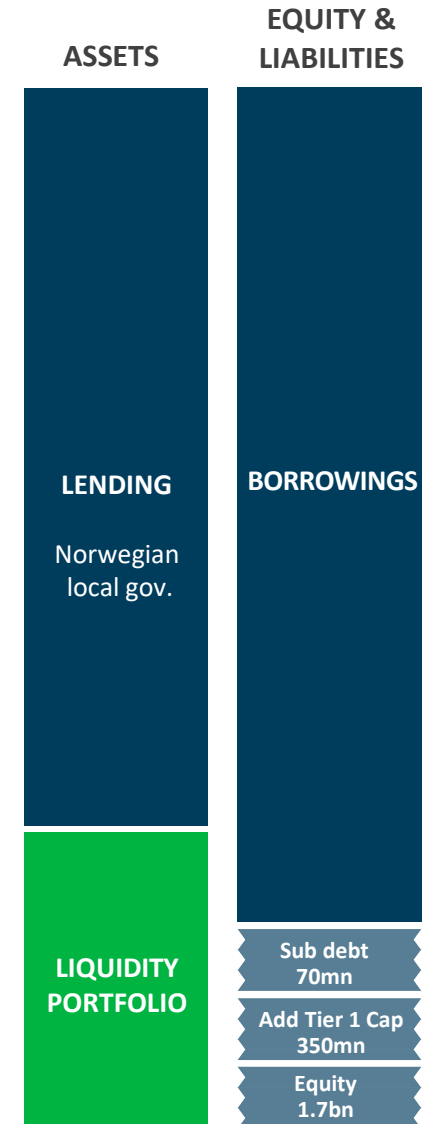 ASSETS
EQUITY &
LIABILITIES
LENDING
Norwegian
local gov.
LIQUIDITY
PORTFOLIO
BORROWINGS
Sub debt
70mn
Add Tier 1 Cap
350mn
Equity
1.7bn